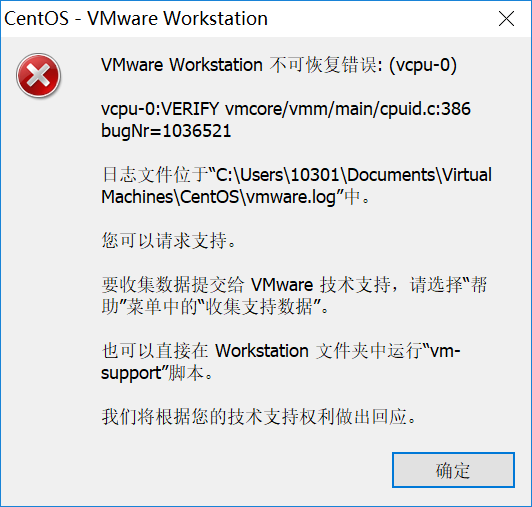 CentOS - VMware Workstation
VMware Workstation 不可恢复错误: (vcpu-0)
vcpu-0:VERIFY vmcore/vmm/main/cpuid.c:386
bugNr=1036521
日志文件位于“C:\Users\10301\Documents\Virtual
Machines\CentOS\vmware.log”中。
您可以请求支持。
要收集数据提交给 VMware 技术支持，请选择“帮
助”菜单中的“收集支持数据”。
也可以直接在 Workstation 文件夹中运行“vm-
support”脚本。
我们将根据您的技术支持权利做出回应。
确定